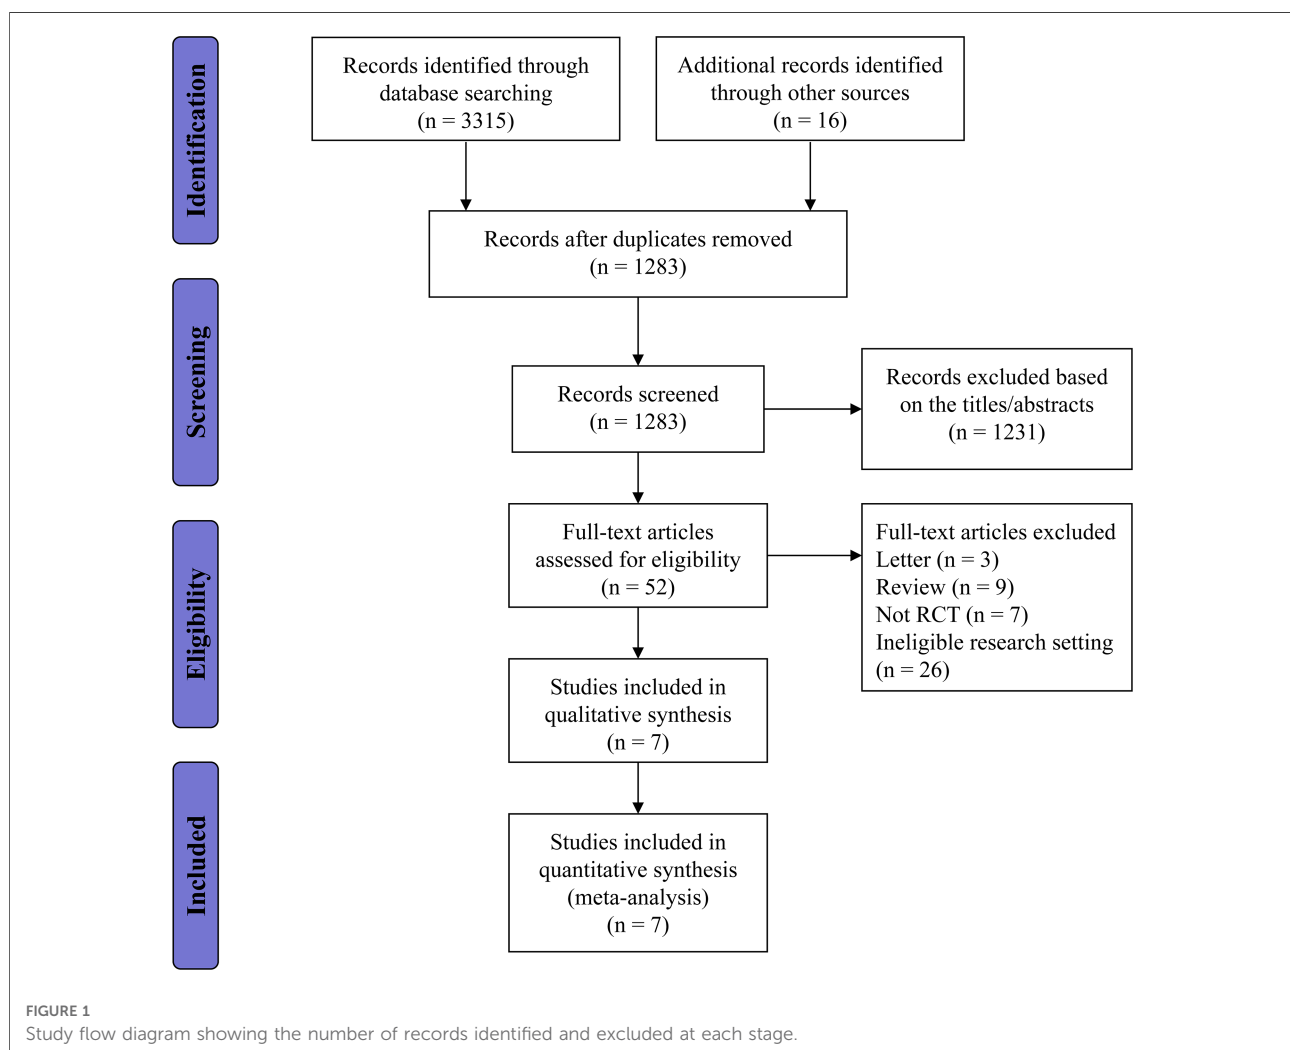 Identification
Records identified through
database searching
(n = 3315)
Additional records identified
through other sources
(n = 16)
Records after duplicates removed
(n = 1283)
Screening
Records screened
(n = 1283)
Records excluded based
on the titles/abstracts
(n = 1231)
Eligibility
Full-text articles
assessed for eligibility
(n = 52)
Full-text articles excluded
Letter (n = 3)
Review (n = 9)
Not RCT (n = 7)
Ineligible research setting
(n = 26)
Studies included in
qualitative synthesis
(n = 7)
Included
Studies included in
quantitative synthesis
(meta-analysis)
(n = 7)
FIGURE 1
Study flow diagram showing the number of records identified and excluded at each stage.